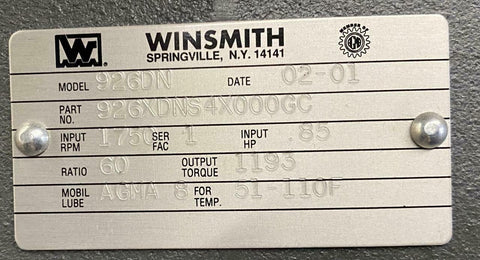 W WINSMITH
SPRINGVILLE, N.Y. 14141
MODEL 926DN DATE 02-01
PART NO. 926XDNS4X000GC
INPUT RPM 1750 SER FAC 1 INPUT HP .85
RATIO 60 OUTPUT TORQUE 1193
MOBIL LUBE AGMA 8 FOR TEMP. 51-110F